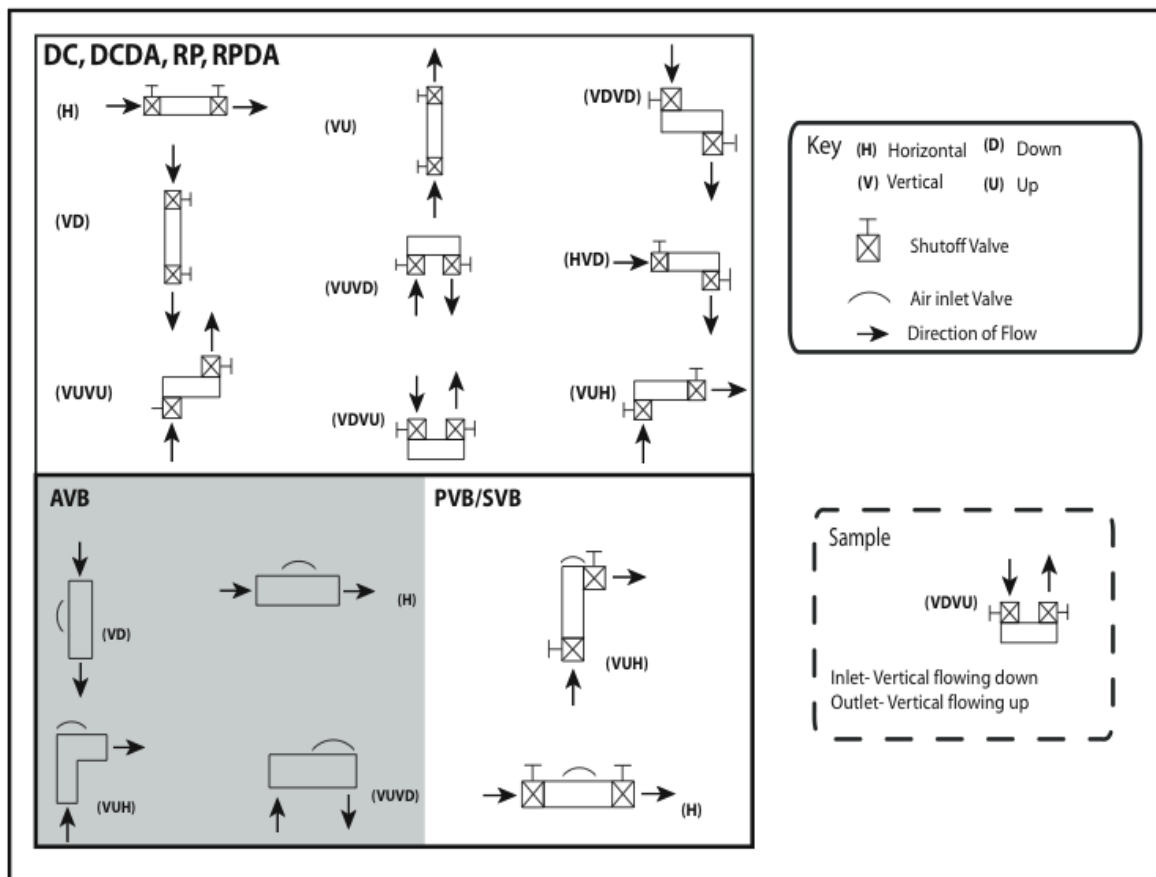 DC, DCDA, RP, RPDA
(H)
(VU)
(VDVD)
(VD)
(VUVD)
(HVD)
(VUVU)
(VDVU)
(VUH)
Key (H) Horizontal (D) Down
(V) Vertical (U) Up
Shutoff Valve
Air inlet Valve
Direction of Flow
AVB
(VD)
(H)
(VUH)
(VUVD)
PVB/SVB
(VUH)
(H)
Sample
(VDVU)
Inlet- Vertical flowing down
Outlet- Vertical flowing up